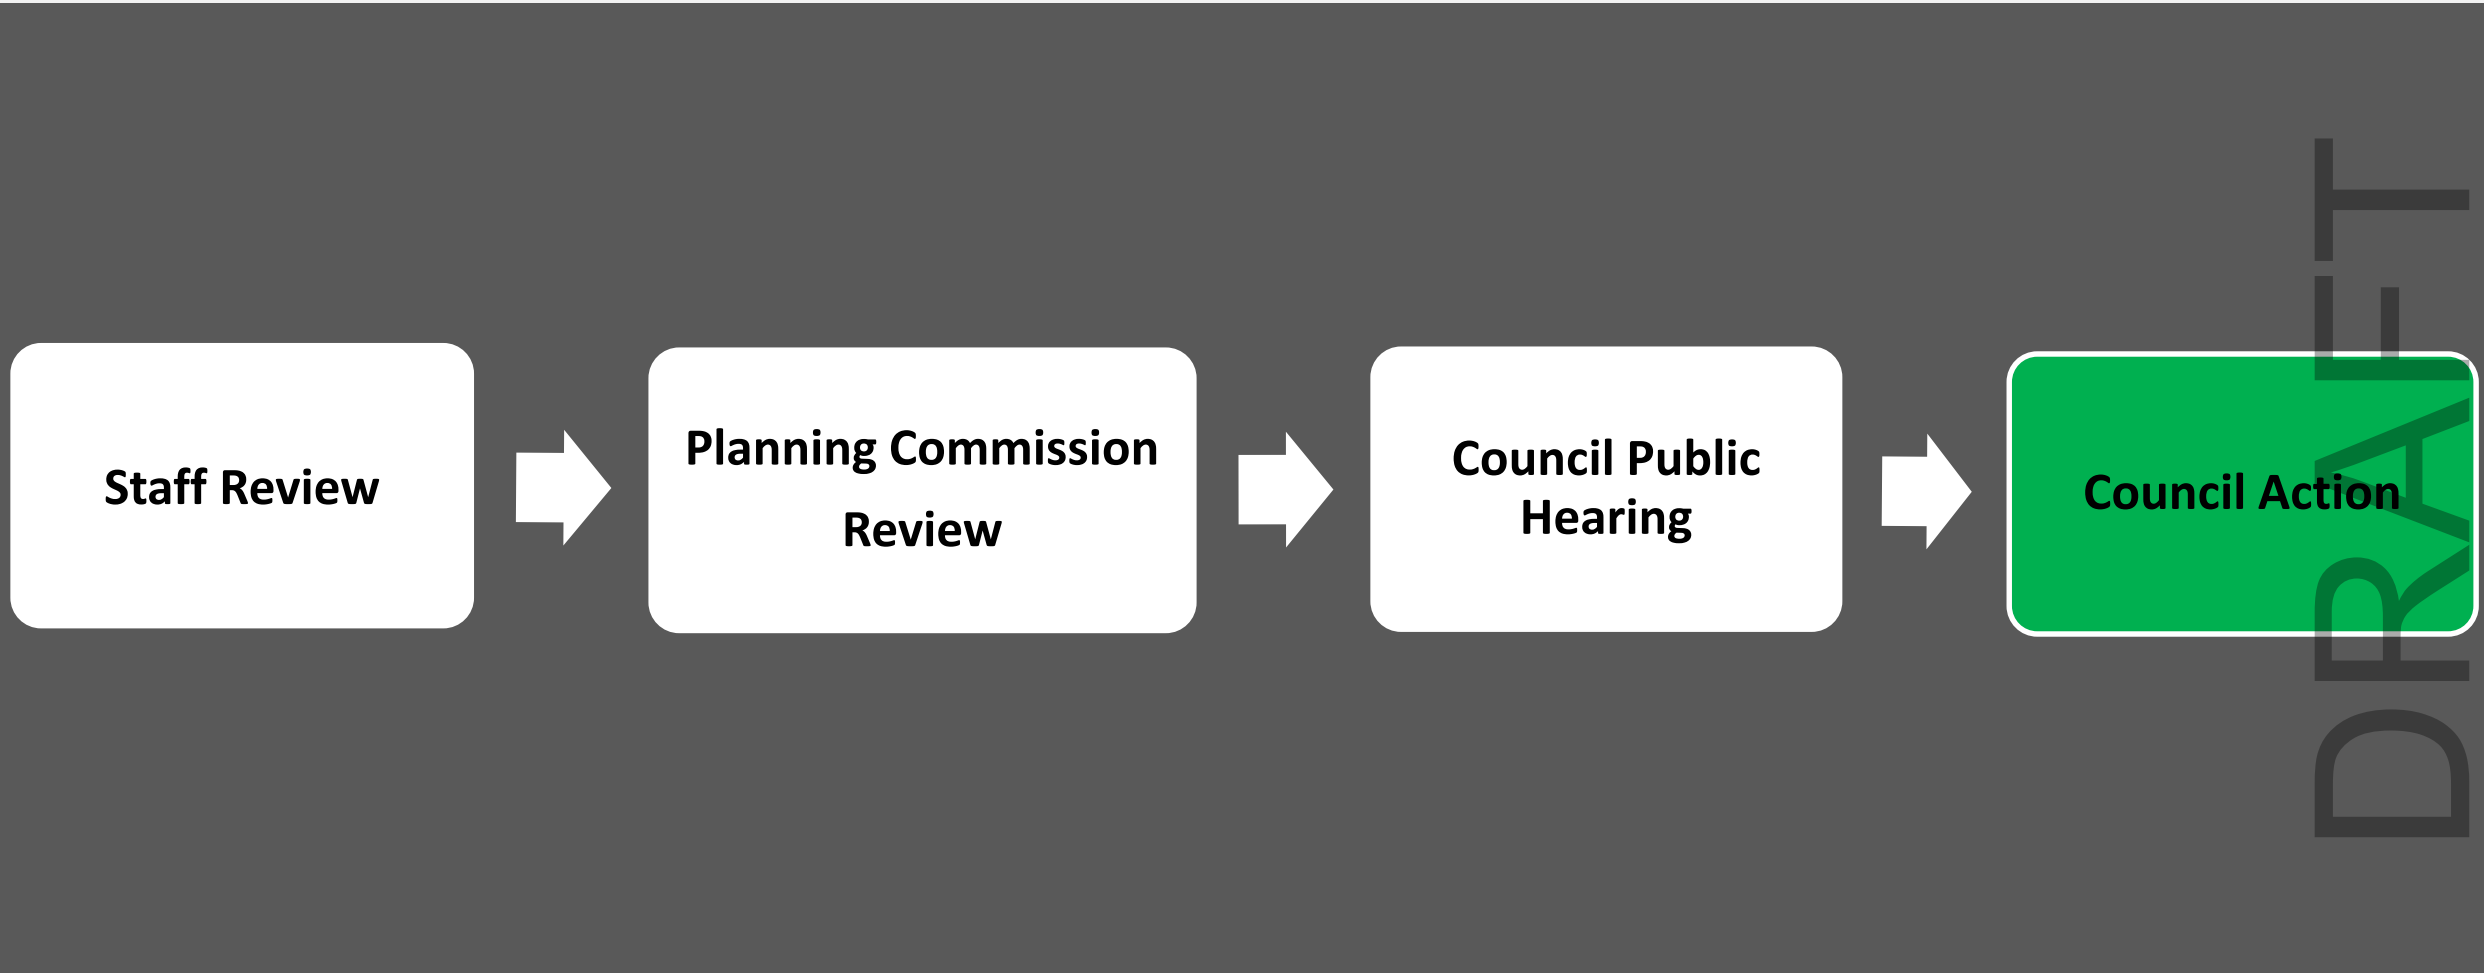 Staff Review
Planning Commission
Review
Council Public
Hearing
Council Action
DRAFT